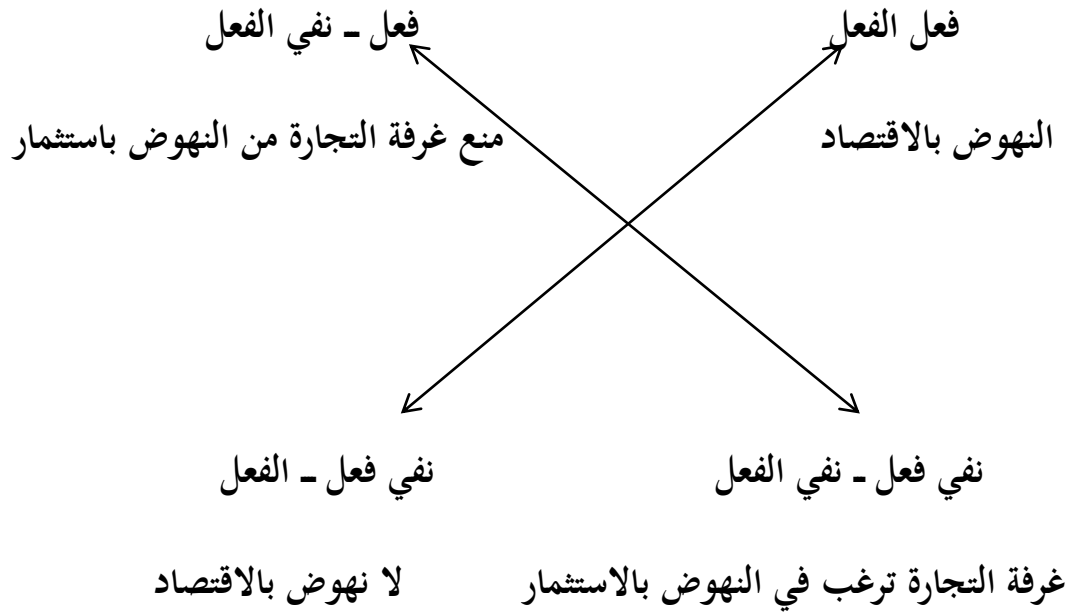 فعل الفعل
فعل ـ نفي الفعل
النهوض بالاقتصاد
منع غرفة التجارة من النهوض باستثمار
نفي فعل ـ نفي الفعل
نفي فعل ـ الفعل
غرفة التجارة ترغب في النهوض بالاستثمار
لا نهوض بالاقتصاد